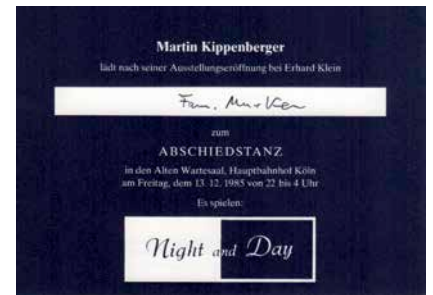 Martin Kippenberger
lädt nach seiner Ausstellungseröffnung bei Erhard Klein
Fam. Murken
zum
ABSCHIEDSTANZ
in den Alten Wartesaal, Hauptbahnhof Köln
am Freitag, dem 13. 12. 1985 von 22 bis 4 Uhr
Es spielen:
Night and Day